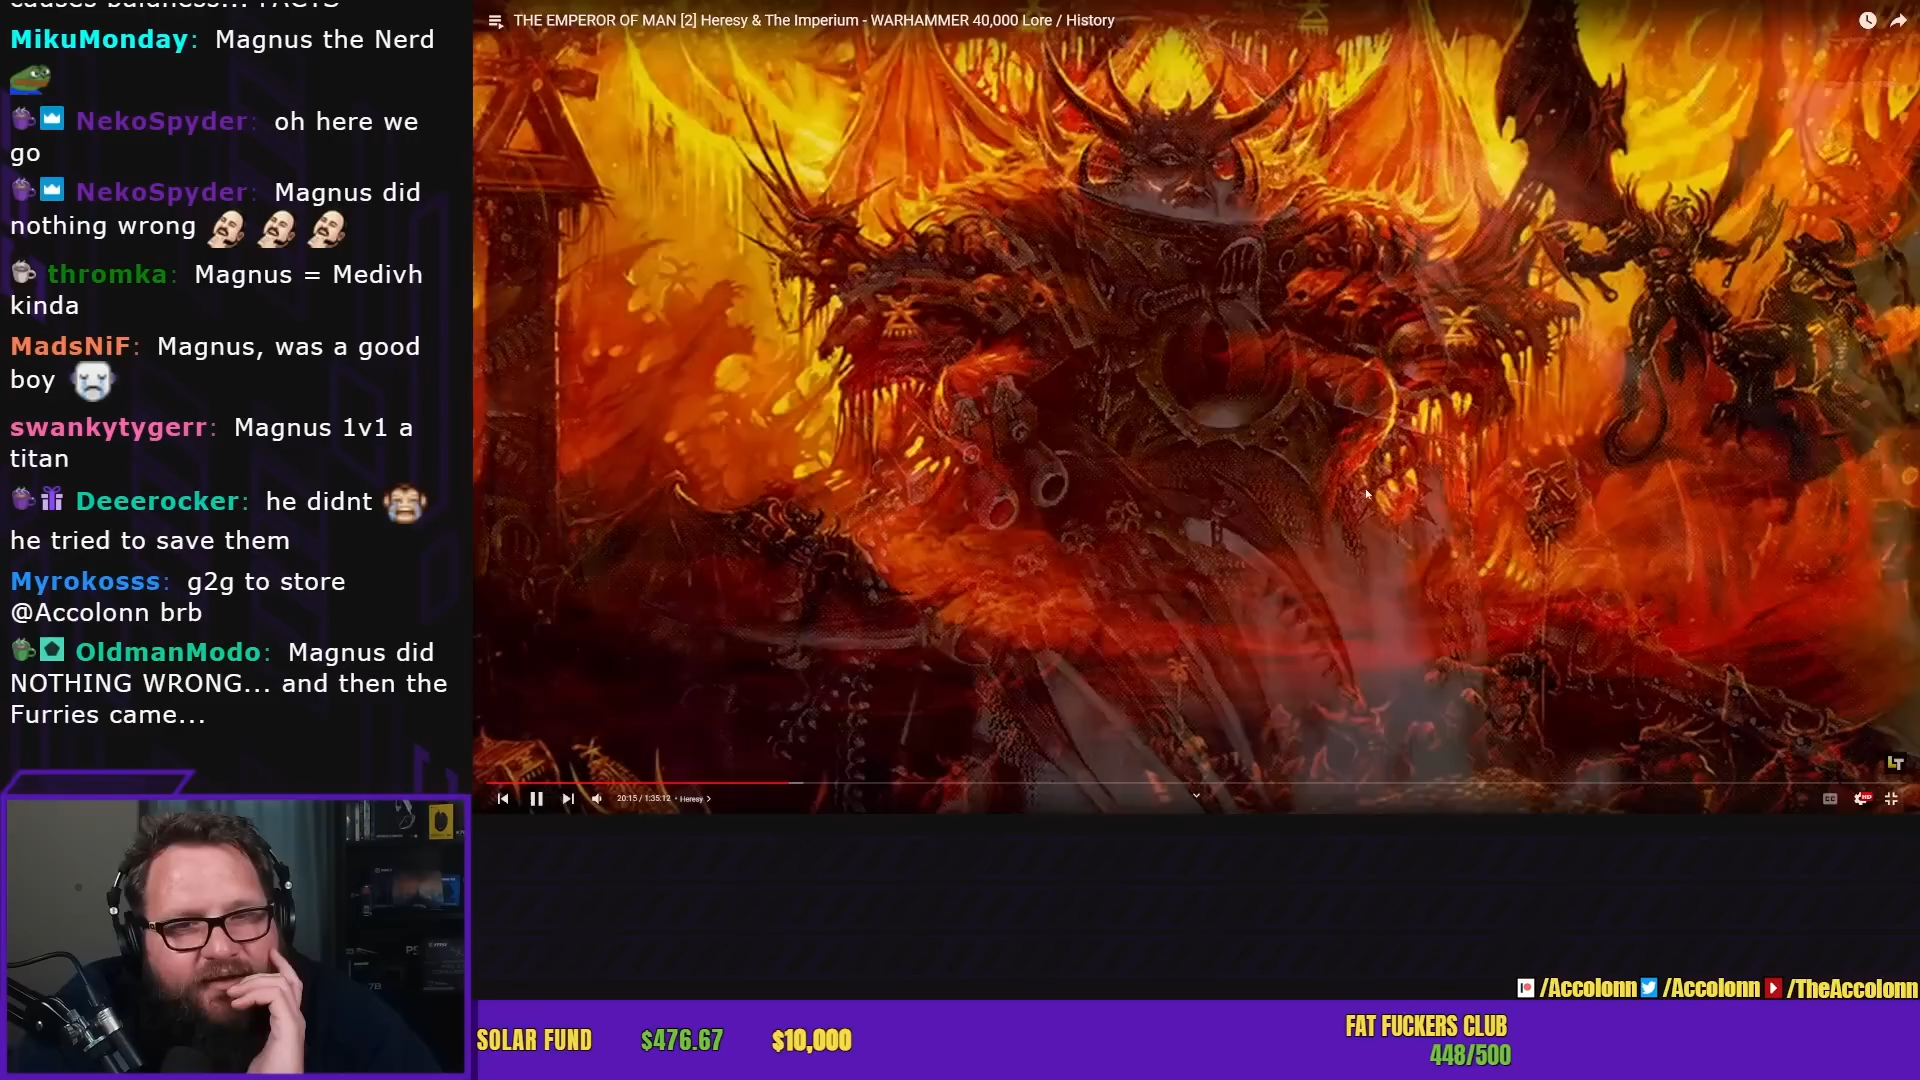 MikuMonday: Magnus the Nerd
NekoSpyder: oh here we
go
NekoSpyder: Magnus did
nothing wrong
thromka: Magnus = Medivh
kinda
MadsNiF: Magnus, was a good
boy
swankytygerr: Magnus 1v1 a
titan
Deeerocker: he didnt
he tried to save them
Myrokosss: g2g to store
@Accolonn brb
OldmanModo: Magnus did
NOTHING WRONG... and then the
Furries came...
THE EMPEROR OF MAN [2] Heresy & The Imperium - WARHAMMER 40,000 Lore / History
LT
20:15 / 1:35:12 • Heresy >
CC
HD
/Accolonn /Accolonn /TheAccolonn
SOLAR FUND $476.67 $10,000
FAT FUCKERS CLUB
448/500